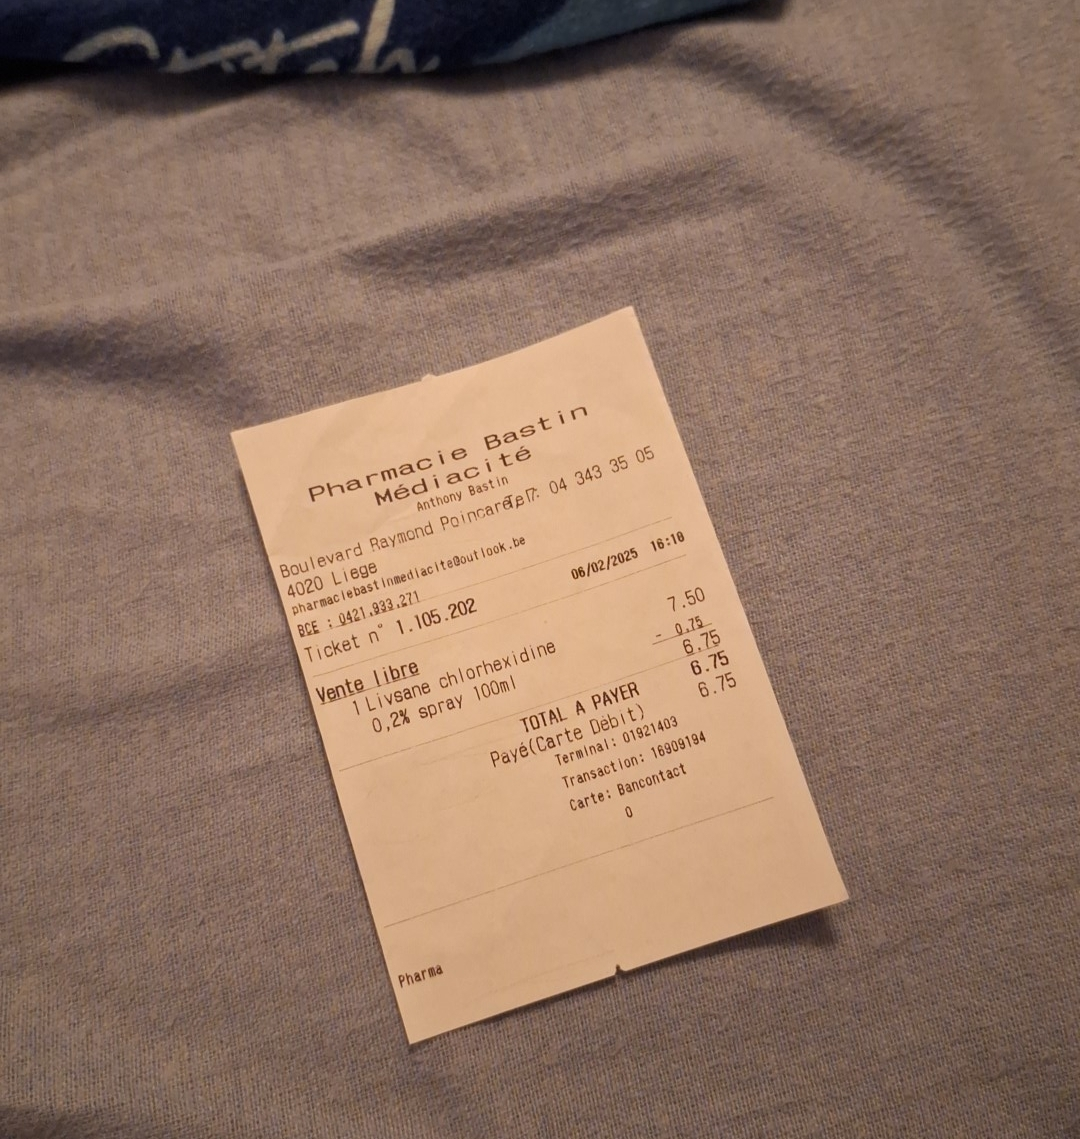 Pharmacie Bastin
Médiacité
Anthony Bastin
Boulevard Raymond Poincaré, 7 Tel: 04 343 35 05
4020 Liege
pharmaciebastinmediacite@outlook.be
BCE : 0421.933.271
Ticket n° 1.105.202 06/02/2025 16:18
Vente libre
1 Livsane chlorhexidine 7.50
0,2% spray 100ml - 0.75
6.75
TOTAL A PAYER 6.75
Payé(Carte Débit) 6.75
Terminal: 01921403
Transaction: 16909194
Carte: Bancontact
0
Pharma